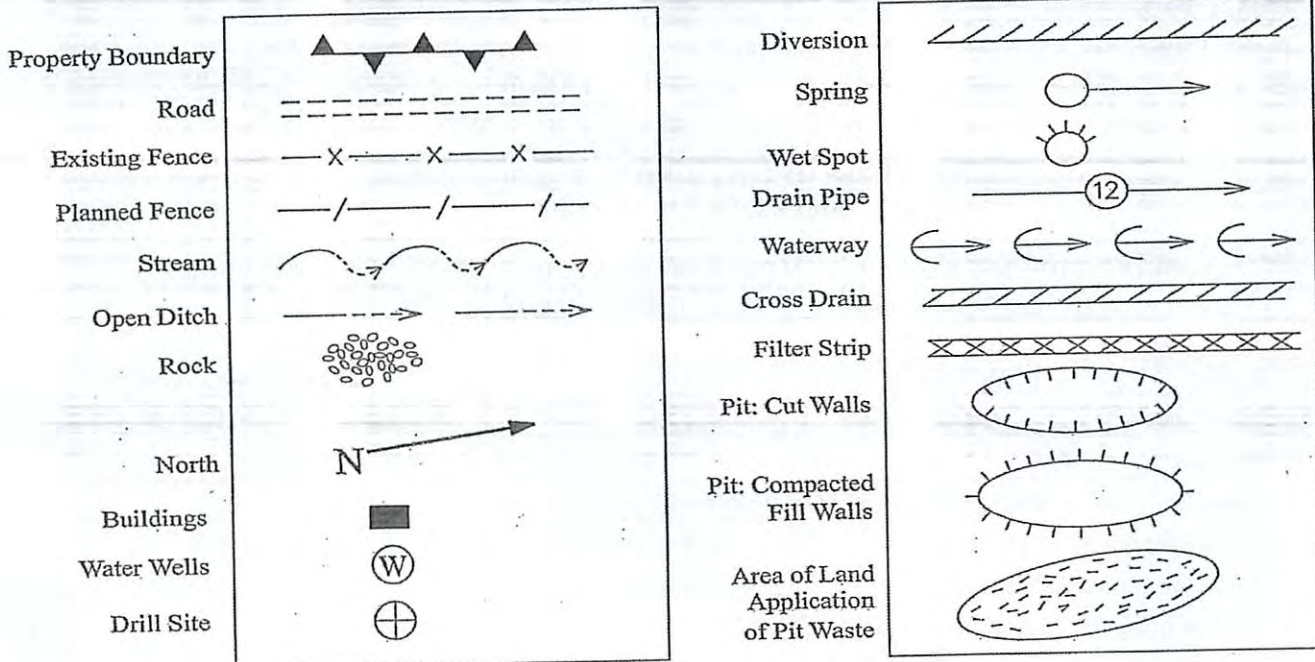 Property Boundary
Road
Existing Fence
Planned Fence
Stream
Open Ditch
Rock
North
N
Buildings
Water Wells
W
Drill Site
Diversion
Spring
Wet Spot
Drain Pipe
12
Waterway
Cross Drain
Filter Strip
Pit: Cut Walls
Pit: Compacted
Fill Walls
Area of Land
Application
of Pit Waste